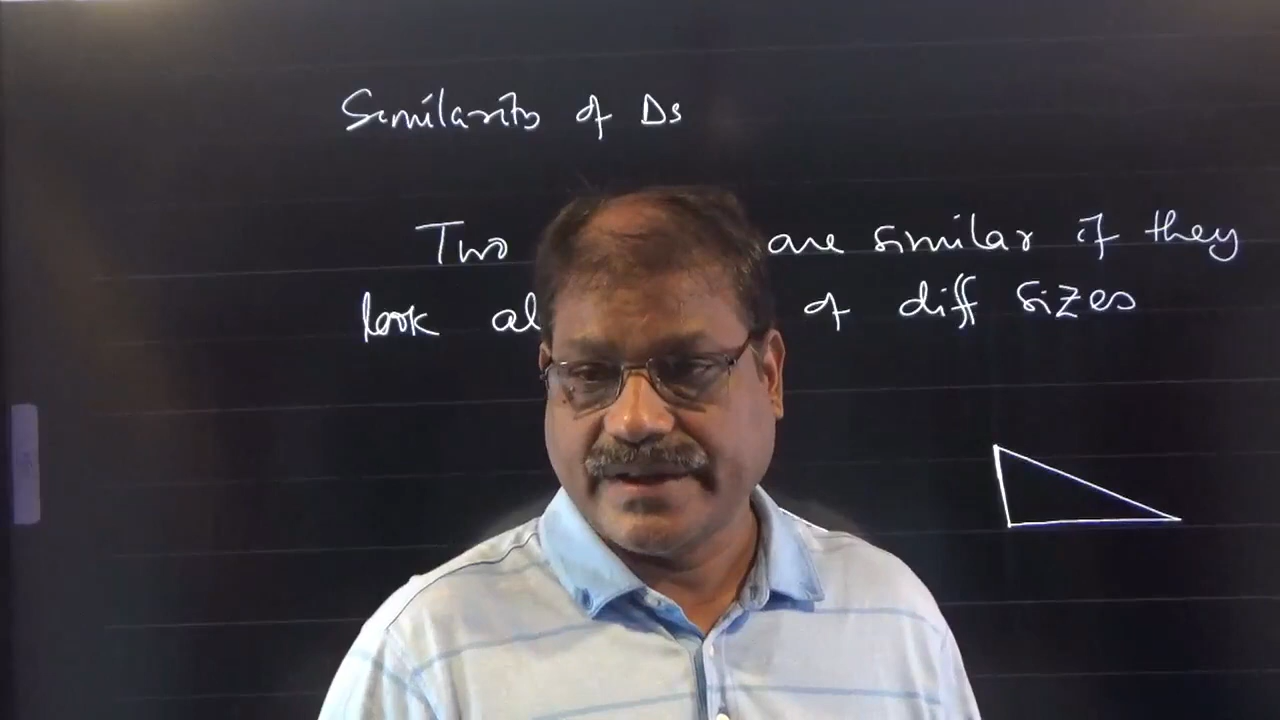 Similarity of Δs
Two are similar if they
look al of diff sizes